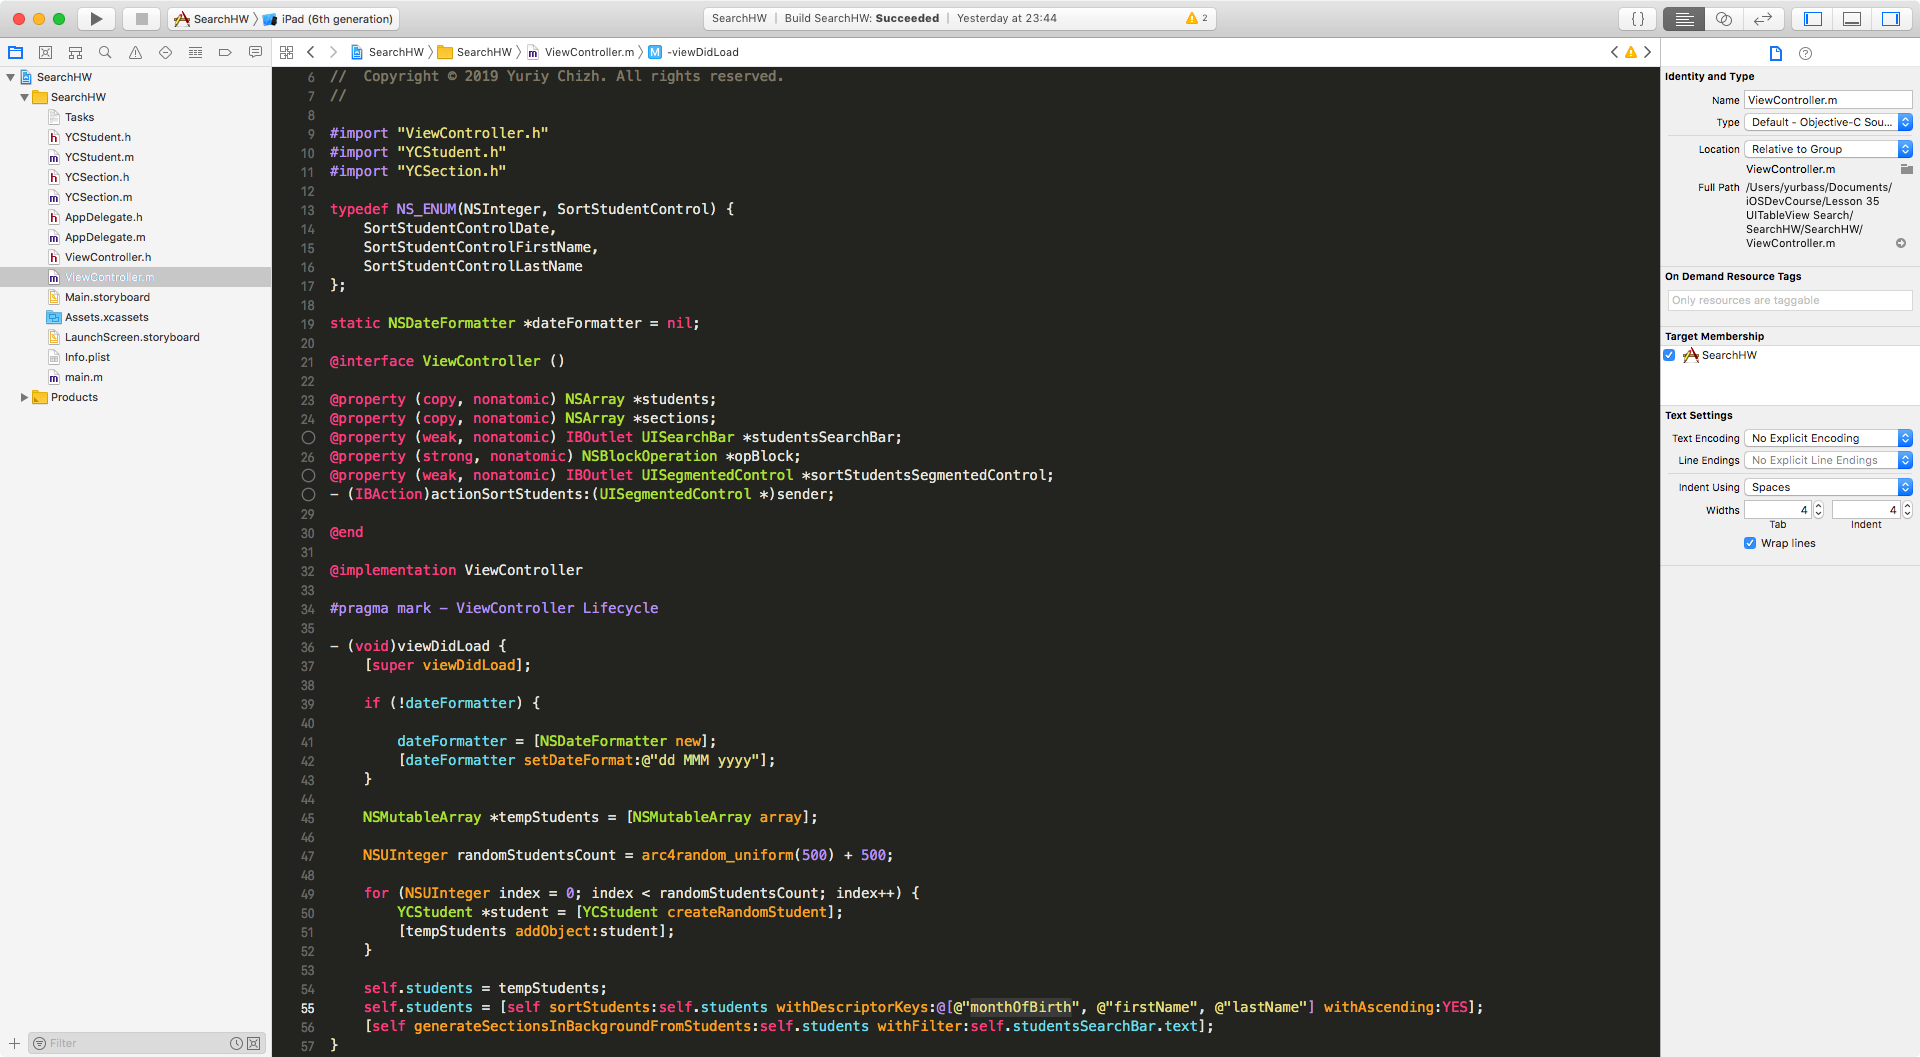 SearchHW › iPad (6th generation)
SearchHW | Build SearchHW: Succeeded | Yesterday at 23:44
2
{}
SearchHW
SearchHW
Tasks
YCStudent.h
YCStudent.m
YCSection.h
YCSection.m
AppDelegate.h
AppDelegate.m
ViewController.h
ViewController.m
Main.storyboard
Assets.xcassets
LaunchScreen.storyboard
Info.plist
main.m
Products
Filter
SearchHW › SearchHW › ViewController.m › M -viewDidLoad
6 //  Copyright © 2019 Yuriy Chizh. All rights reserved.
7 //
8
9 #import "ViewController.h"
10 #import "YCStudent.h"
11 #import "YCSection.h"
12
13 typedef NS_ENUM(NSInteger, SortStudentControl) {
14     SortStudentControlDate,
15     SortStudentControlFirstName,
16     SortStudentControlLastName
17 };
18
19 static NSDateFormatter *dateFormatter = nil;
20
21 @interface ViewController ()
22
23 @property (copy, nonatomic) NSArray *students;
24 @property (copy, nonatomic) NSArray *sections;
@property (weak, nonatomic) IBOutlet UISearchBar *studentsSearchBar;
26 @property (strong, nonatomic) NSBlockOperation *opBlock;
@property (weak, nonatomic) IBOutlet UISegmentedControl *sortStudentsSegmentedControl;
- (IBAction)actionSortStudents:(UISegmentedControl *)sender;
29
30 @end
31
32 @implementation ViewController
33
34 #pragma mark - ViewController Lifecycle
35
36 - (void)viewDidLoad {
37     [super viewDidLoad];
38
39     if (!dateFormatter) {
40
41         dateFormatter = [NSDateFormatter new];
42         [dateFormatter setDateFormat:@"dd MMM yyyy"];
43     }
44
45     NSMutableArray *tempStudents = [NSMutableArray array];
46
47     NSUInteger randomStudentsCount = arc4random_uniform(500) + 500;
48
49     for (NSUInteger index = 0; index < randomStudentsCount; index++) {
50         YCStudent *student = [YCStudent createRandomStudent];
51         [tempStudents addObject:student];
52     }
53
54     self.students = tempStudents;
55     self.students = [self sortStudents:self.students withDescriptorKeys:@[@"monthOfBirth", @"firstName", @"lastName"] withAscending:YES];
56     [self generateSectionsInBackgroundFromStudents:self.students withFilter:self.studentsSearchBar.text];
57 }
Identity and Type
Name ViewController.m
Type Default - Objective-C Sou...
Location Relative to Group
ViewController.m
Full Path /Users/yurbass/Documents/
iOSDevCourse/Lesson 35
UITableView Search/
SearchHW/SearchHW/
ViewController.m
On Demand Resource Tags
Only resources are taggable
Target Membership
SearchHW
Text Settings
Text Encoding No Explicit Encoding
Line Endings No Explicit Line Endings
Indent Using Spaces
Widths 4 4
Tab Indent
Wrap lines